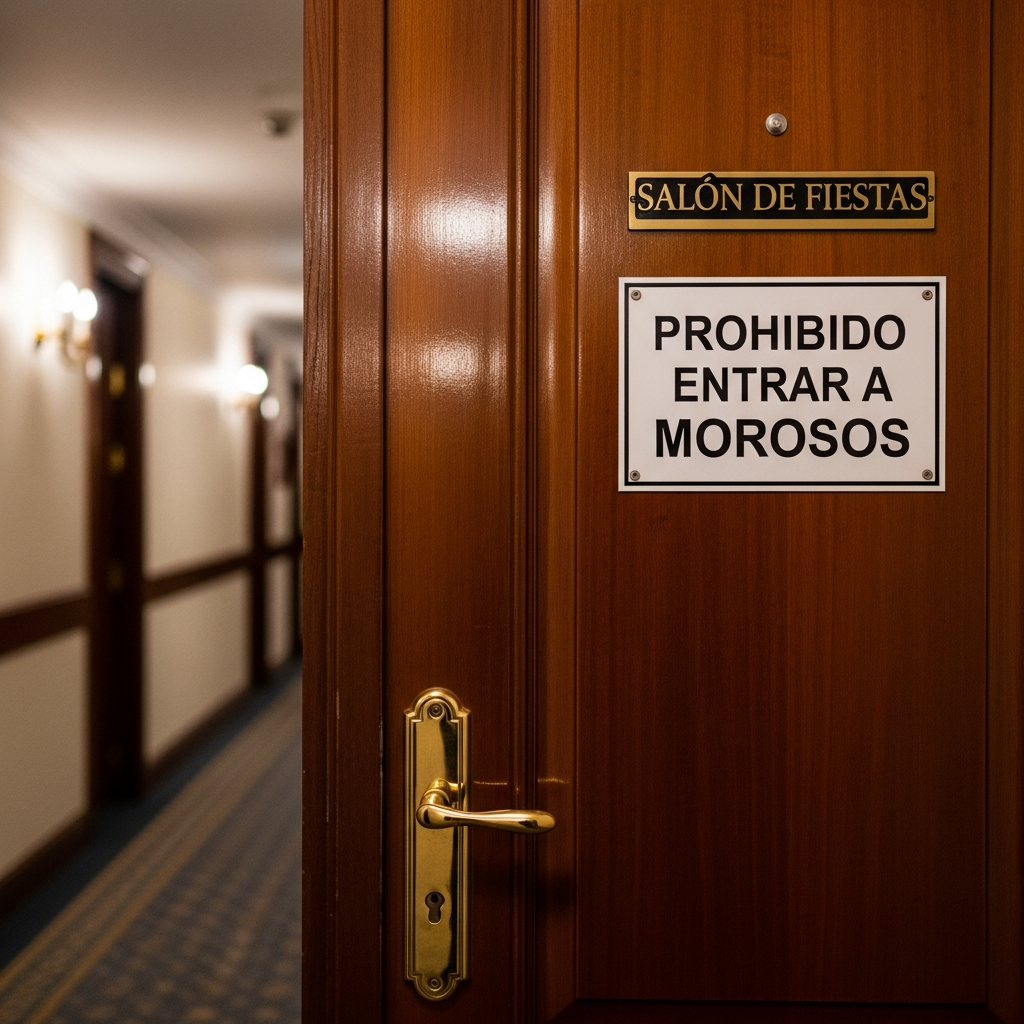 SALÓN DE FIESTAS
PROHIBIDO
ENTRAR A
MOROSOS